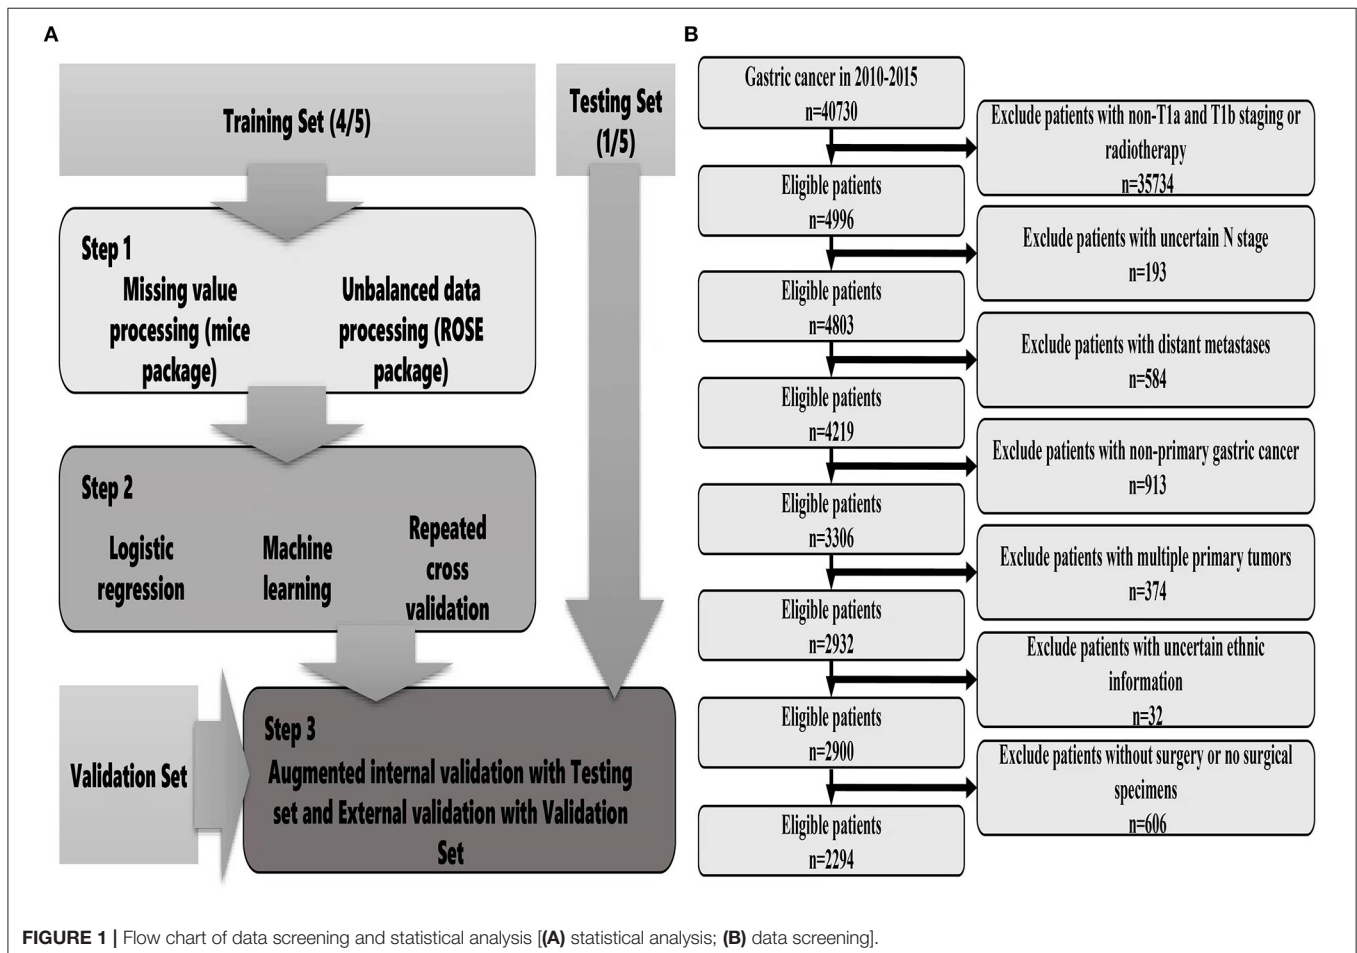 A
Training Set (4/5)
Testing Set
(1/5)
Step 1
Missing value
processing (mice
package)
Unbalanced data
processing (ROSE
package)
Step 2
Logistic
regression
Machine
learning
Repeated
cross
validation
Validation Set
Step 3
Augmented internal validation with Testing
set and External validation with Validation
Set
B
Gastric cancer in 2010-2015
n=40730
Exclude patients with non-T1a and T1b staging or
radiotherapy
n=35734
Eligible patients
n=4996
Exclude patients with uncertain N stage
n=193
Eligible patients
n=4803
Exclude patients with distant metastases
n=584
Eligible patients
n=4219
Exclude patients with non-primary gastric cancer
n=913
Eligible patients
n=3306
Exclude patients with multiple primary tumors
n=374
Eligible patients
n=2932
Exclude patients with uncertain ethnic
information
n=32
Eligible patients
n=2900
Exclude patients without surgery or no surgical
specimens
n=606
Eligible patients
n=2294
FIGURE 1 | Flow chart of data screening and statistical analysis [(A) statistical analysis; (B) data screening].